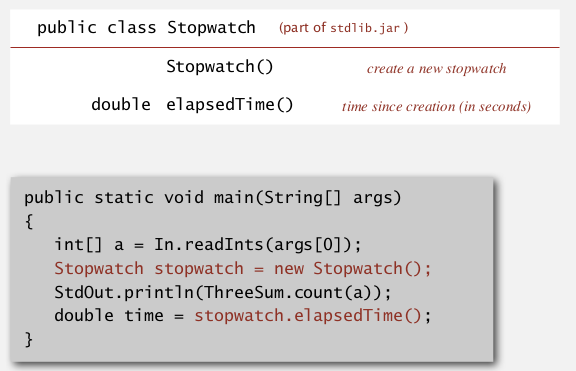 public class Stopwatch (part of stdlib.jar )
Stopwatch() create a new stopwatch
double elapsedTime() time since creation (in seconds)
public static void main(String[] args)
{
int[] a = In.readInts(args[0]);
Stopwatch stopwatch = new Stopwatch();
StdOut.println(ThreeSum.count(a));
double time = stopwatch.elapsedTime();
}